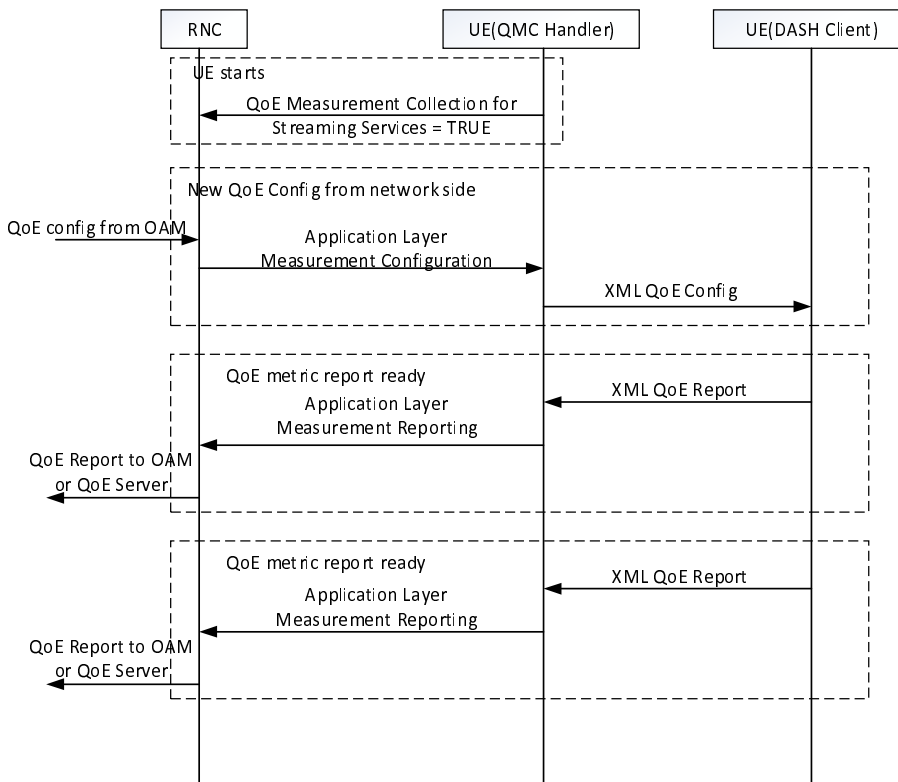 RNC
UE(QMC Handler)
UE(DASH Client)
UE starts
QoE Measurement Collection for
Streaming Services = TRUE
New QoE Config from network side
QoE config from OAM
Application Layer
Measurement Configuration
XML QoE Config
QoE metric report ready
XML QoE Report
Application Layer
Measurement Reporting
QoE Report to OAM
or QoE Server
QoE metric report ready
XML QoE Report
Application Layer
Measurement Reporting
QoE Report to OAM
or QoE Server